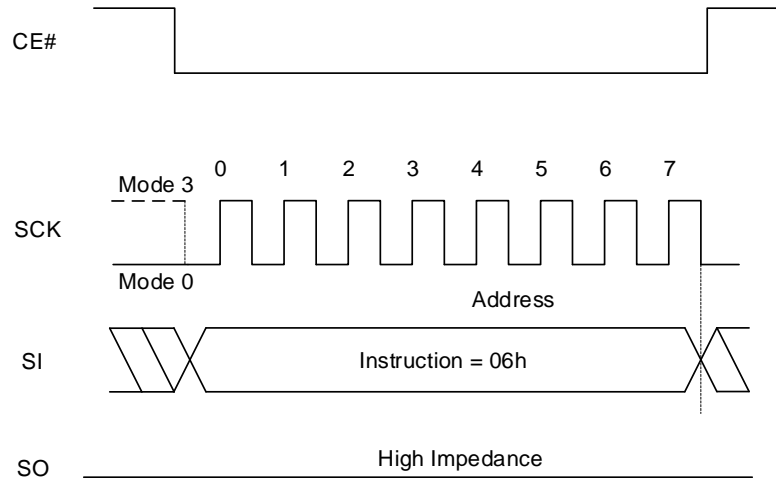 CE#
0 1 2 3 4 5 6 7
Mode 3
SCK
Mode 0
Address
SI
Instruction = 06h
High Impedance
SO